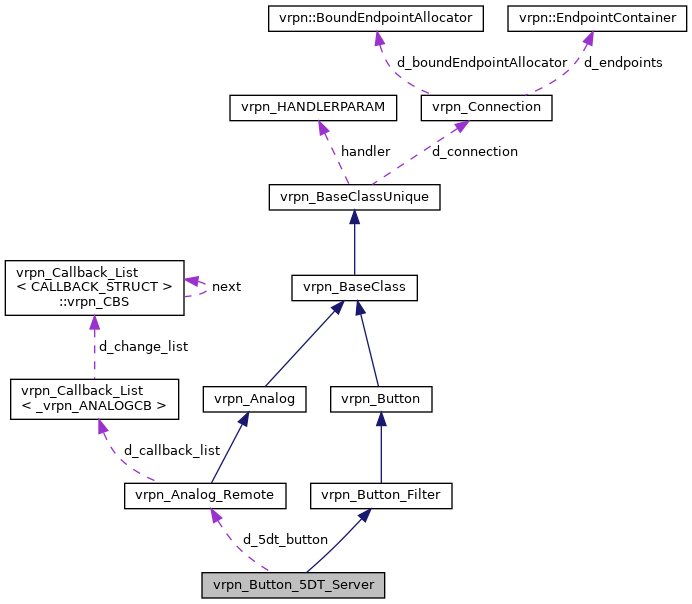 vrpn::BoundEndpointAllocator
vrpn::EndpointContainer
d_boundEndpointAllocator
d_endpoints
vrpn_HANDLERPARAM
vrpn_Connection
handler
d_connection
vrpn_BaseClassUnique
vrpn_Callback_List
< CALLBACK_STRUCT >
::vrpn_CBS
next
vrpn_BaseClass
d_change_list
vrpn_Callback_List
< _vrpn_ANALOGCB >
vrpn_Analog
vrpn_Button
d_callback_list
vrpn_Analog_Remote
vrpn_Button_Filter
d_5dt_button
vrpn_Button_5DT_Server